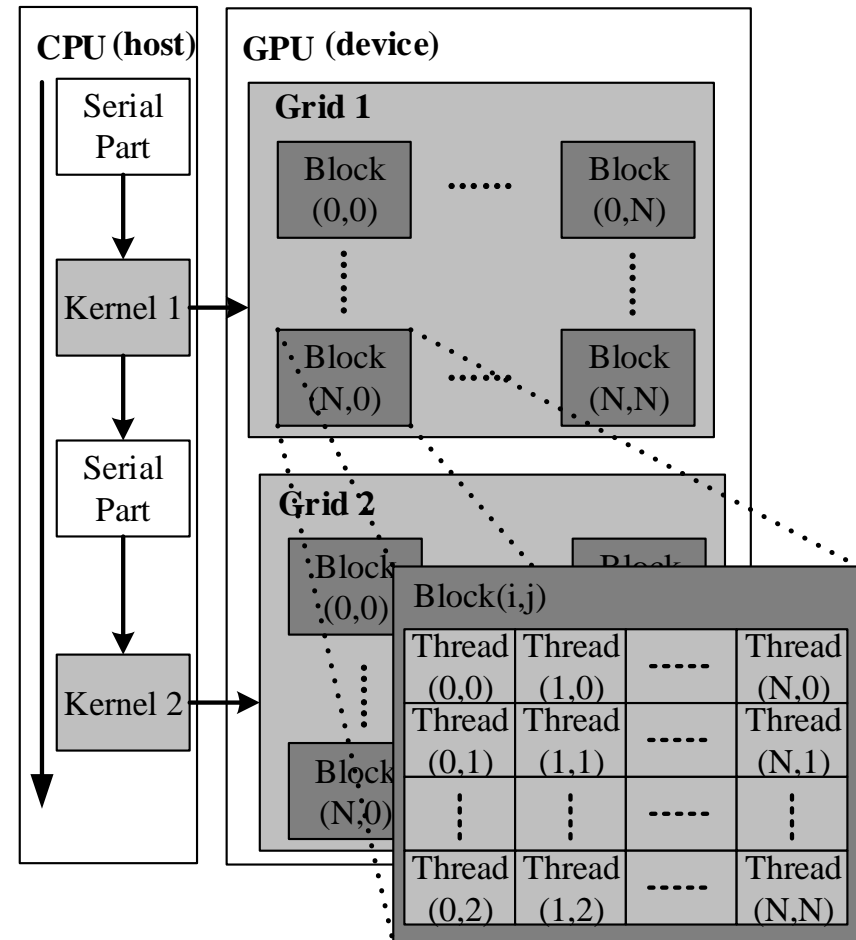 CPU (host)
Serial
Part
Kernel 1
Serial
Part
Kernel 2
GPU (device)
Grid 1
Block
(0,0)
Block
(0,N)
Block
(N,0)
Block
(N,N)
Grid 2
Block
(0,0)
Block
Block
(N,0)
Block(i,j)
Thread Thread Thread
(0,0) (1,0) (N,0)
Thread Thread Thread
(0,1) (1,1) (N,1)
Thread Thread Thread
(0,2) (1,2) (N,N)